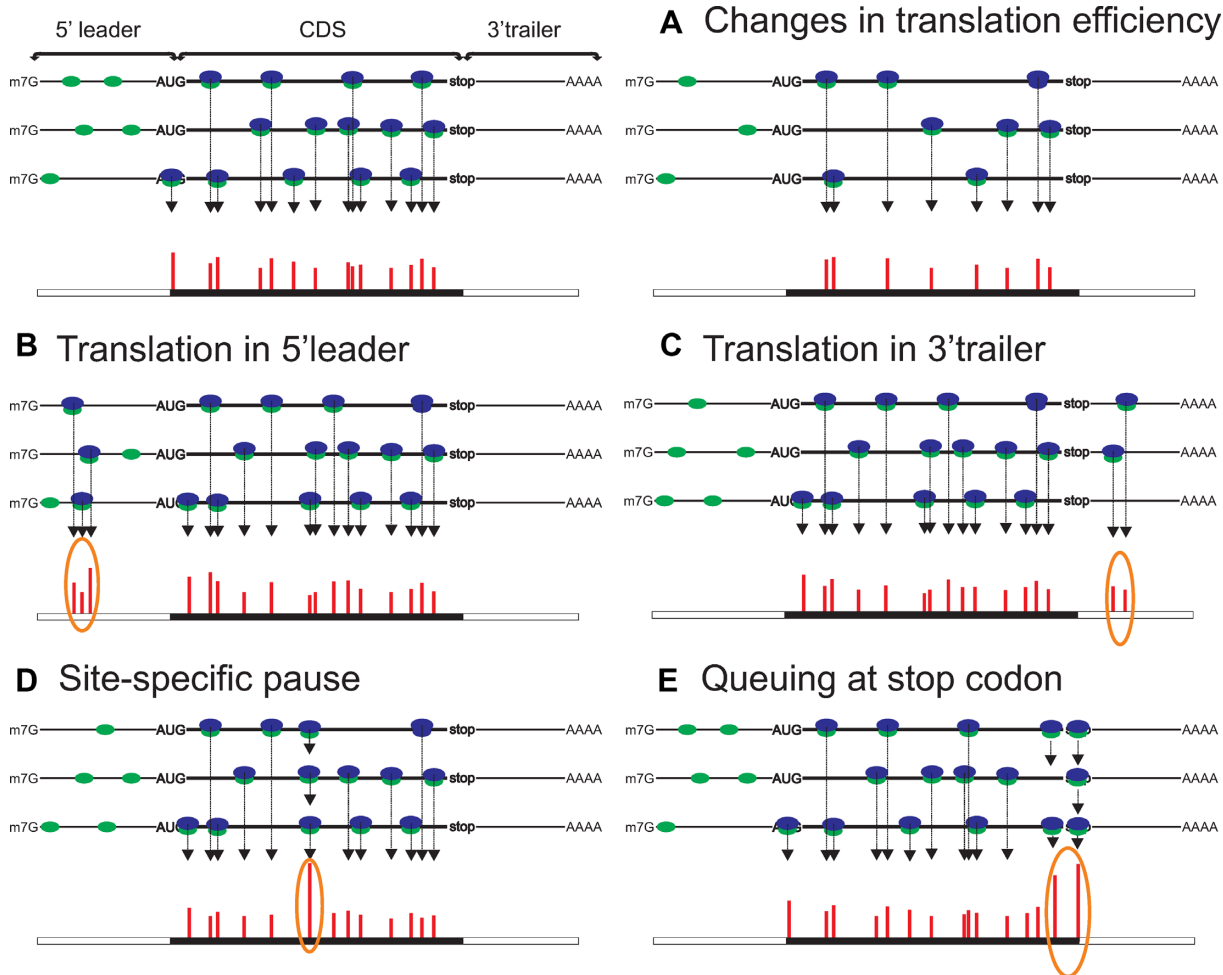 5' leader CDS 3'trailer
m7G AUG stop AAAA
m7G AUG stop AAAA
m7G stop AAAA
A Changes in translation efficiency
m7G AUG stop AAAA
m7G AUG stop AAAA
m7G AUG stop AAAA
B Translation in 5'leader
m7G AUG stop AAAA
m7G AUG stop AAAA
m7G AUG stop AAAA
C Translation in 3'trailer
m7G AUG stop AAAA
m7G AUG stop AAAA
m7G AUG stop AAAA
D Site-specific pause
m7G AUG stop AAAA
m7G AUG stop AAAA
m7G AUG stop AAAA
E Queuing at stop codon
m7G AUG AAAA
m7G AUG AAAA
m7G AAAA